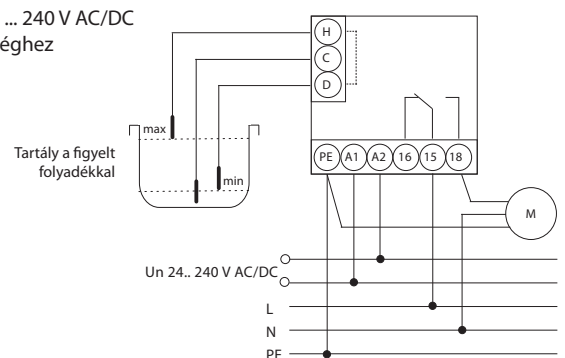 ... 240 V AC/DC
éghez
H
C
D
max
Tartály a figyelt
folyadékkal
min
PE A1 A2 16 15 18
M
Un 24.. 240 V AC/DC
L
N
PE